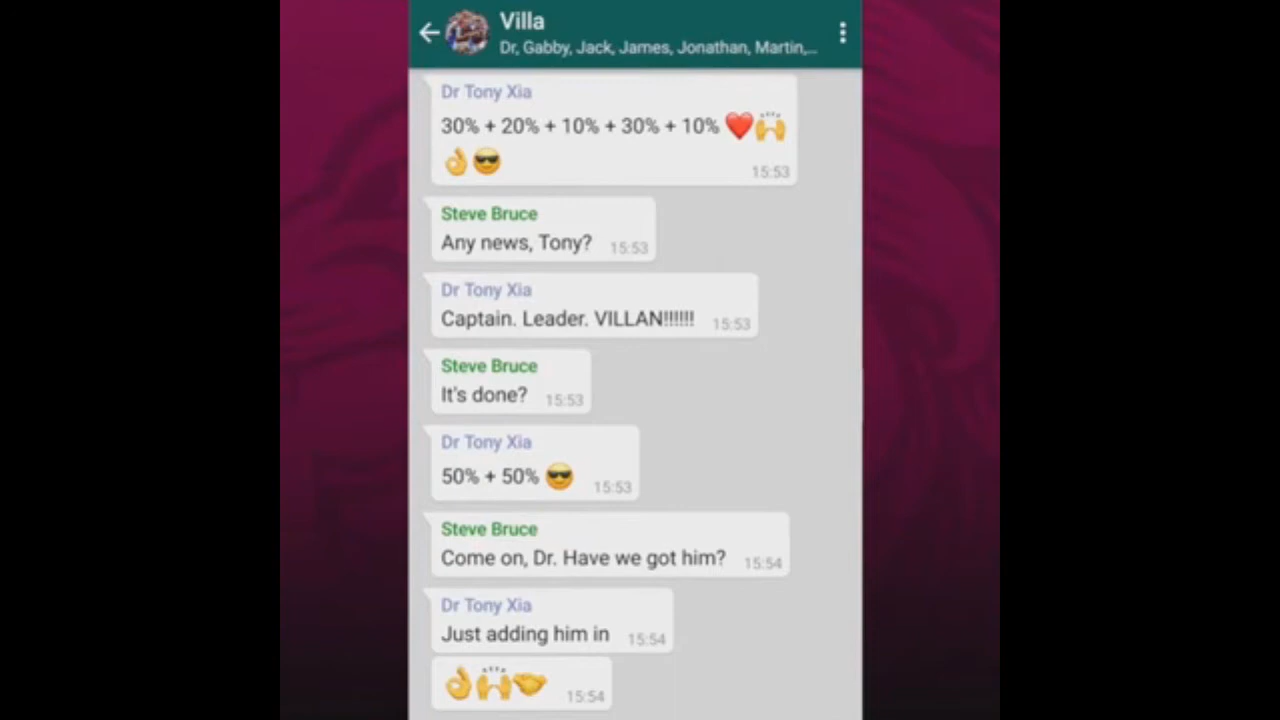 Villa
Dr, Gabby, Jack, James, Jonathan, Martin,...
Dr Tony Xia
30% + 20% + 10% + 30% + 10% ❤️🙌
👌😎
15:53
Steve Bruce
Any news, Tony? 15:53
Dr Tony Xia
Captain. Leader. VILLAN!!!!!! 15:53
Steve Bruce
It's done? 15:53
Dr Tony Xia
50% + 50% 😎 15:53
Steve Bruce
Come on, Dr. Have we got him? 15:54
Dr Tony Xia
Just adding him in 15:54
👌🙌🤝 15:54